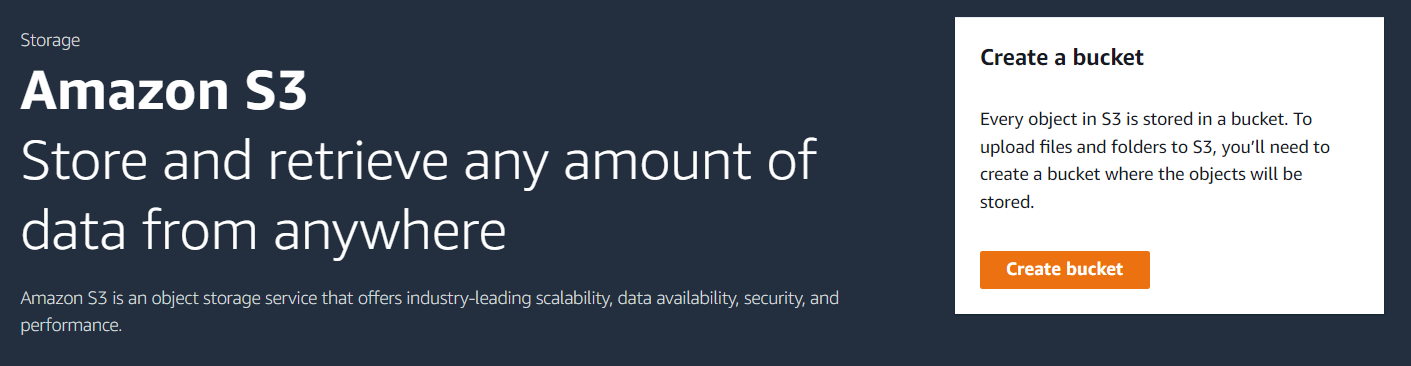 Storage
Amazon S3
Store and retrieve any amount of
data from anywhere
Amazon S3 is an object storage service that offers industry-leading scalability, data availability, security, and
performance.
Create a bucket
Every object in S3 is stored in a bucket. To
upload files and folders to S3, you’ll need to
create a bucket where the objects will be
stored.
Create bucket